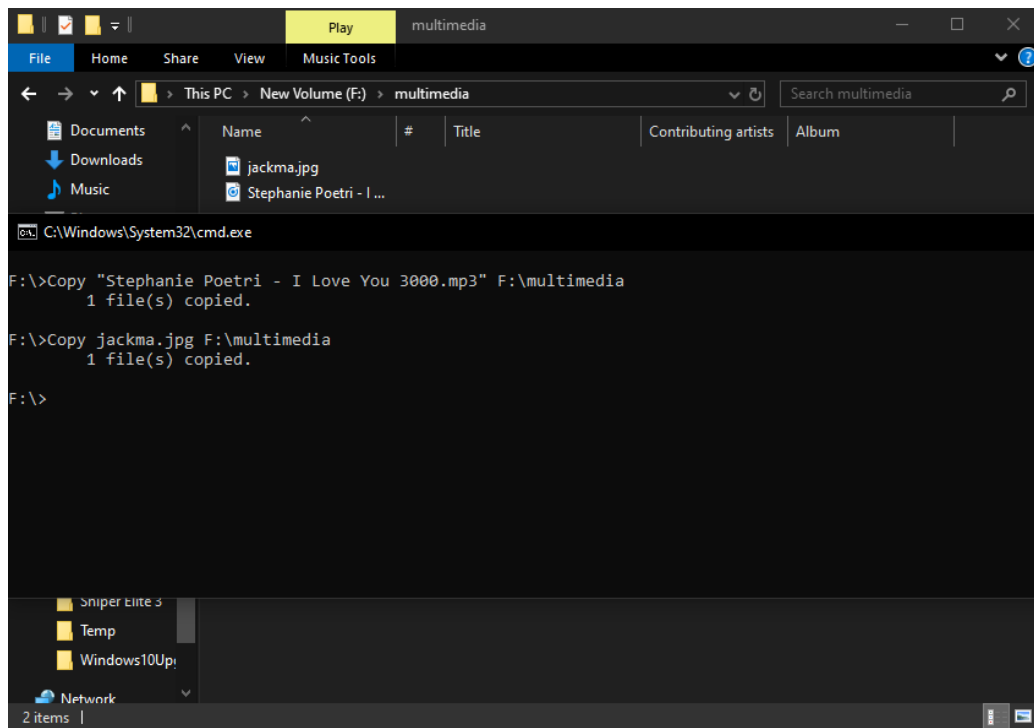 Play multimedia
File Home Share View Music Tools
This PC > New Volume (F:) > multimedia Search multimedia
Documents Name # Title Contributing artists Album
Downloads
jackma.jpg
Music
Stephanie Poetri - I ...
C:\Windows\System32\cmd.exe
F:\>Copy "Stephanie Poetri - I Love You 3000.mp3" F:\multimedia
1 file(s) copied.
F:\>Copy jackma.jpg F:\multimedia
1 file(s) copied.
F:\>
Sniper Elite 3
Temp
Windows10Upg
Network
2 items